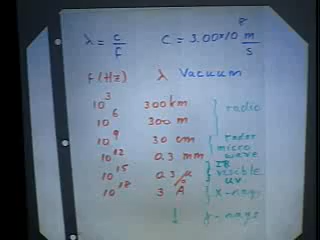 λ = c/f   c = 3.00×10⁸ m/s
f (Hz)   λ Vacuum
10³   300 km   radio
10⁶   300 m
10⁹   30 cm   radar
micro
10¹²   0.3 mm   wave
IR
10¹⁵   0.3 μ   visible
u.v.
10¹⁸   3 Å   x-rays
↓   γ-rays